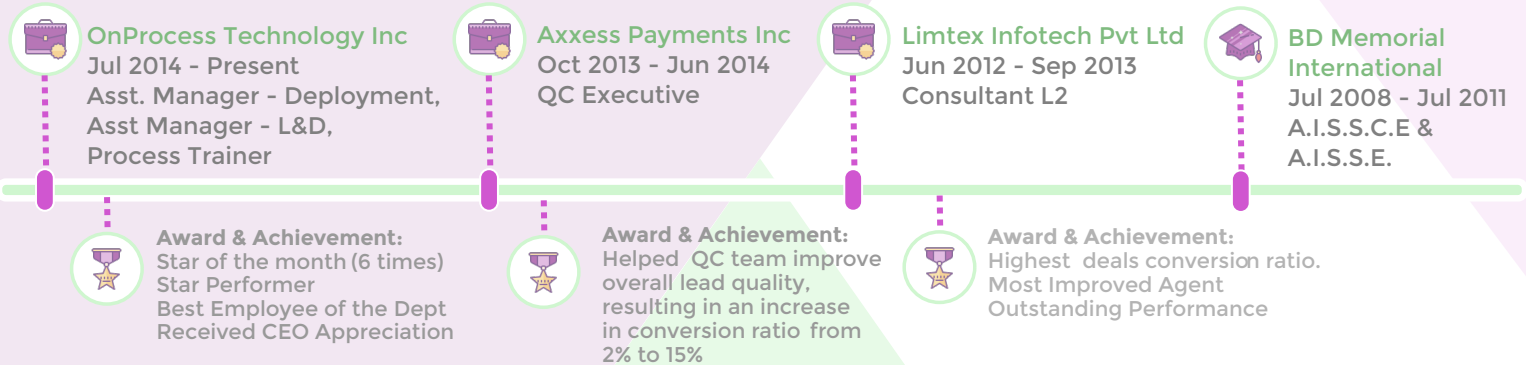 OnProcess Technology Inc
Jul 2014 - Present
Asst. Manager - Deployment,
Asst Manager - L&D,
Process Trainer
Axxess Payments Inc
Oct 2013 - Jun 2014
QC Executive
Limtex Infotech Pvt Ltd
Jun 2012 - Sep 2013
Consultant L2
BD Memorial
International
Jul 2008 - Jul 2011
A.I.S.S.C.E &
A.I.S.S.E.
Award & Achievement:
Star of the month (6 times)
Star Performer
Best Employee of the Dept
Received CEO Appreciation
Award & Achievement:
Helped QC team improve
overall lead quality,
resulting in an increase
in conversion ratio from
2% to 15%
Award & Achievement:
Highest deals conversion ratio.
Most Improved Agent
Outstanding Performance